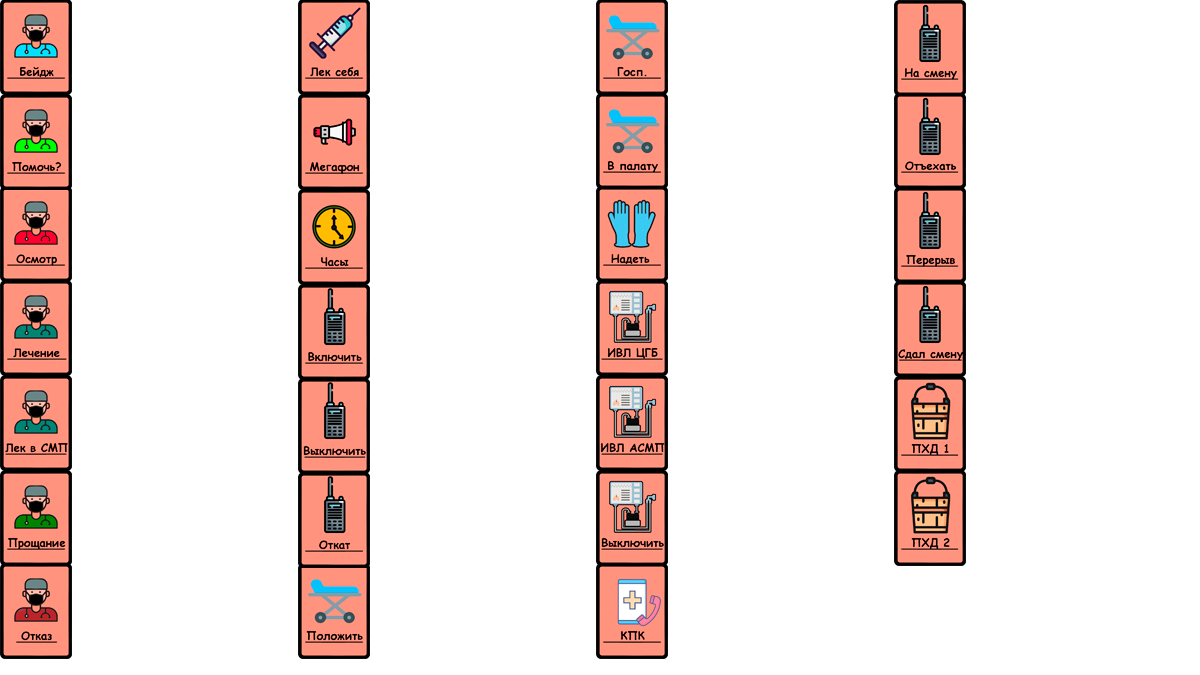 Бейдж
Помочь?
Осмотр
Лечение
Лек в СМП
Прощание
Отказ
Лек себя
Мегафон
Часы
Включить
Выключить
Откат
Положить
Госп.
В палату
Надеть
ИВЛ ЦГБ
ИВЛ АСМП
Выключить
КПК
На смену
Отъехать
Перерыв
Сдал смену
ПХД 1
ПХД 2